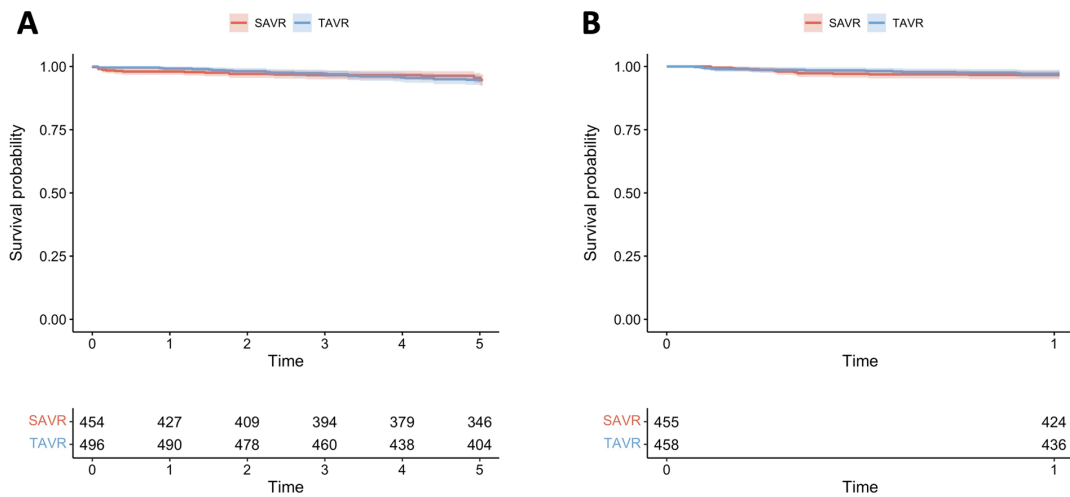 A
SAVR TAVR
Survival probability
1.00
0.75
0.50
0.25
0.00
0 1 2 3 4 5
Time
SAVR 454 427 409 394 379 346
TAVR 496 490 478 460 438 404
0 1 2 3 4 5
Time
B
SAVR TAVR
Survival probability
1.00
0.75
0.50
0.25
0.00
0 1
Time
SAVR 455 424
TAVR 458 436
0 1
Time